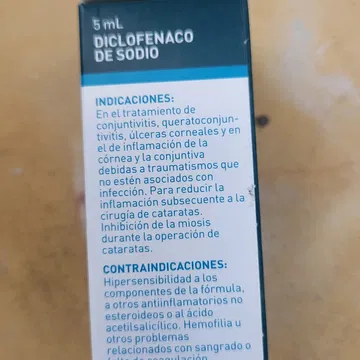 5 mL
DICLOFENACO
DE SODIO
INDICACIONES:
En el tratamiento de
conjuntivitis, queratoconjun-
tivitis, úlceras corneales y en
el de inflamación de la
córnea y la conjuntiva
debidas a traumatismos que
no estén asociados con
infección. Para reducir la
inflamación subsecuente a la
cirugía de cataratas.
Inhibición de la miosis
durante la operación de
cataratas.
CONTRAINDICACIONES:
Hipersensibilidad a los
componentes de la fórmula,
a otros antiinflamatorios no
esteroideos o al ácido
acetilsalicílico. Hemofilia u
otros problemas
relacionados con sangrado o